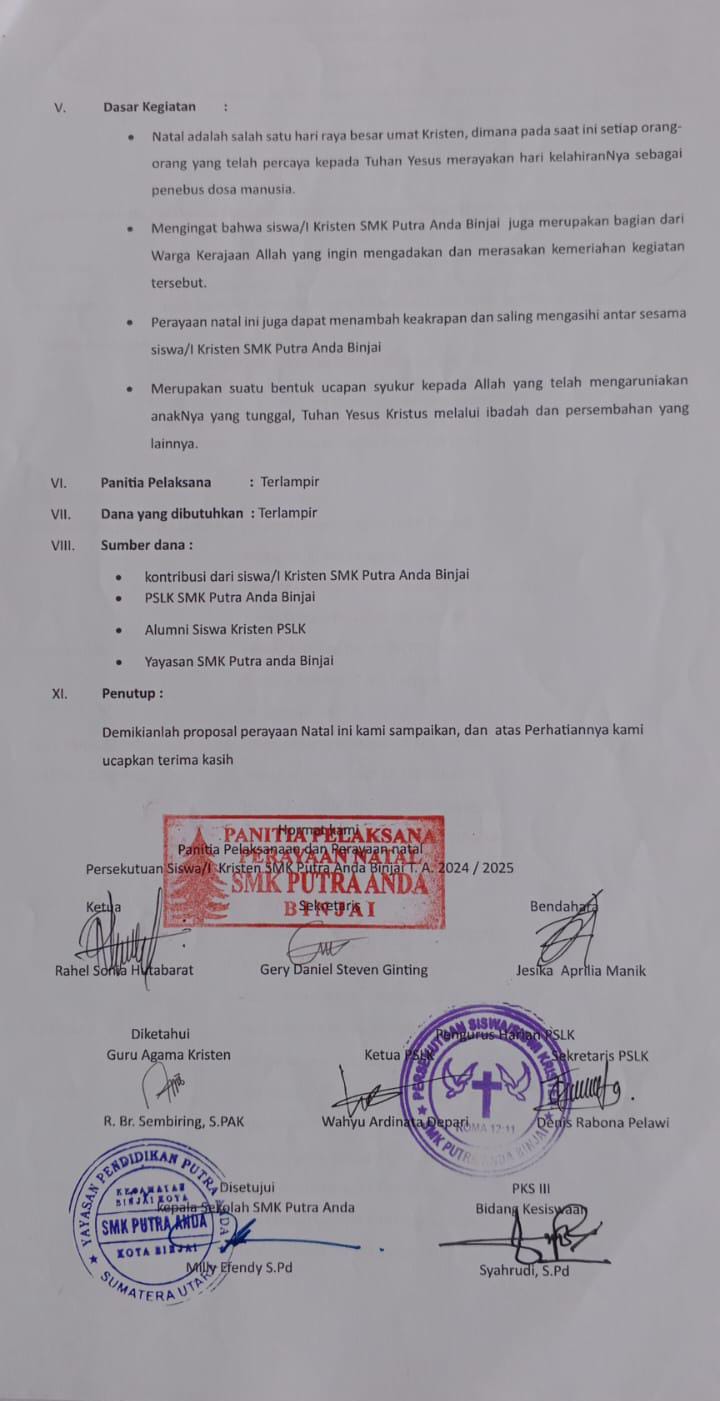 V. Dasar Kegiatan :
• Natal adalah salah satu hari raya besar umat Kristen, dimana pada saat ini setiap orang-
orang yang telah percaya kepada Tuhan Yesus merayakan hari kelahiranNya sebagai
penebus dosa manusia.
• Mengingat bahwa siswa/I Kristen SMK Putra Anda Binjai juga merupakan bagian dari
Warga Kerajaan Allah yang ingin mengadakan dan merasakan kemeriahan kegiatan
tersebut.
• Perayaan natal ini juga dapat menambah keakrapan dan saling mengasihi antar sesama
siswa/I Kristen SMK Putra Anda Binjai
• Merupakan suatu bentuk ucapan syukur kepada Allah yang telah mengaruniakan
anakNya yang tunggal, Tuhan Yesus Kristus melalui ibadah dan persembahan yang
lainnya.
VI. Panitia Pelaksana : Terlampir
VII. Dana yang dibutuhkan : Terlampir
VIII. Sumber dana :
• kontribusi dari siswa/I Kristen SMK Putra Anda Binjai
• PSLK SMK Putra Anda Binjai
• Alumni Siswa Kristen PSLK
• Yayasan SMK Putra anda Binjai
XI. Penutup :
Demikianlah proposal perayaan Natal ini kami sampaikan, dan atas Perhatiannya kami
ucapkan terima kasih
Hormat kami
Panitia Pelaksanaan dan Perayaan natal
Persekutuan Siswa/I Kristen SMK Putra Anda Binjai T. A. 2024 / 2025
PANITIA PELAKSANA
PERAYAAN NATAL
SMK PUTRA ANDA
BINJAI
Ketua Sekretaris Bendahara
Rahel Sonia Hutabarat Gery Daniel Steven Ginting Jesika Aprilia Manik
Diketahui Pengurus Harian PSLK
Guru Agama Kristen Ketua PSLK Sekretaris PSLK
R. Br. Sembiring, S.PAK Wahyu Ardinata Depari Denis Rabona Pelawi
PERSEKUTUAN SISWA/SISWI KRISTEN
ROMA 12:11
SMK PUTRA ANDA BINJAI
Disetujui PKS III
kepala Sekolah SMK Putra Anda Bidang Kesiswaan
Milly Efendy S.Pd Syahrudi, S.Pd
YAYASAN PENDIDIKAN PUTRA ANDA
KECAMATAN
BINJAI KOTA
SMK PUTRA ANDA
KOTA BINJAI
SUMATERA UTARA